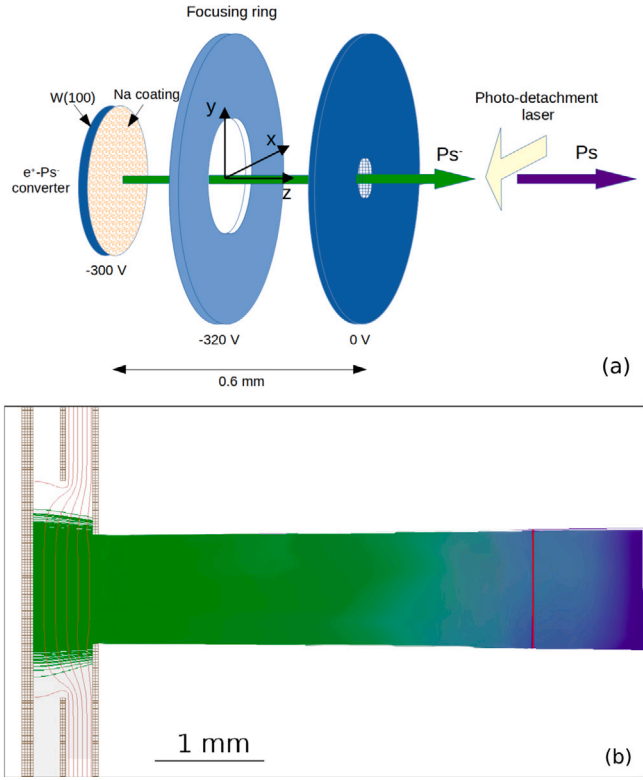 Focusing ring
Na coating
W(100)
Photo-detachment
laser
y
x
z
Ps-
Ps
e⁺-Ps⁻
converter
-300 V
-320 V
0 V
0.6 mm
(a)
1 mm
(b)